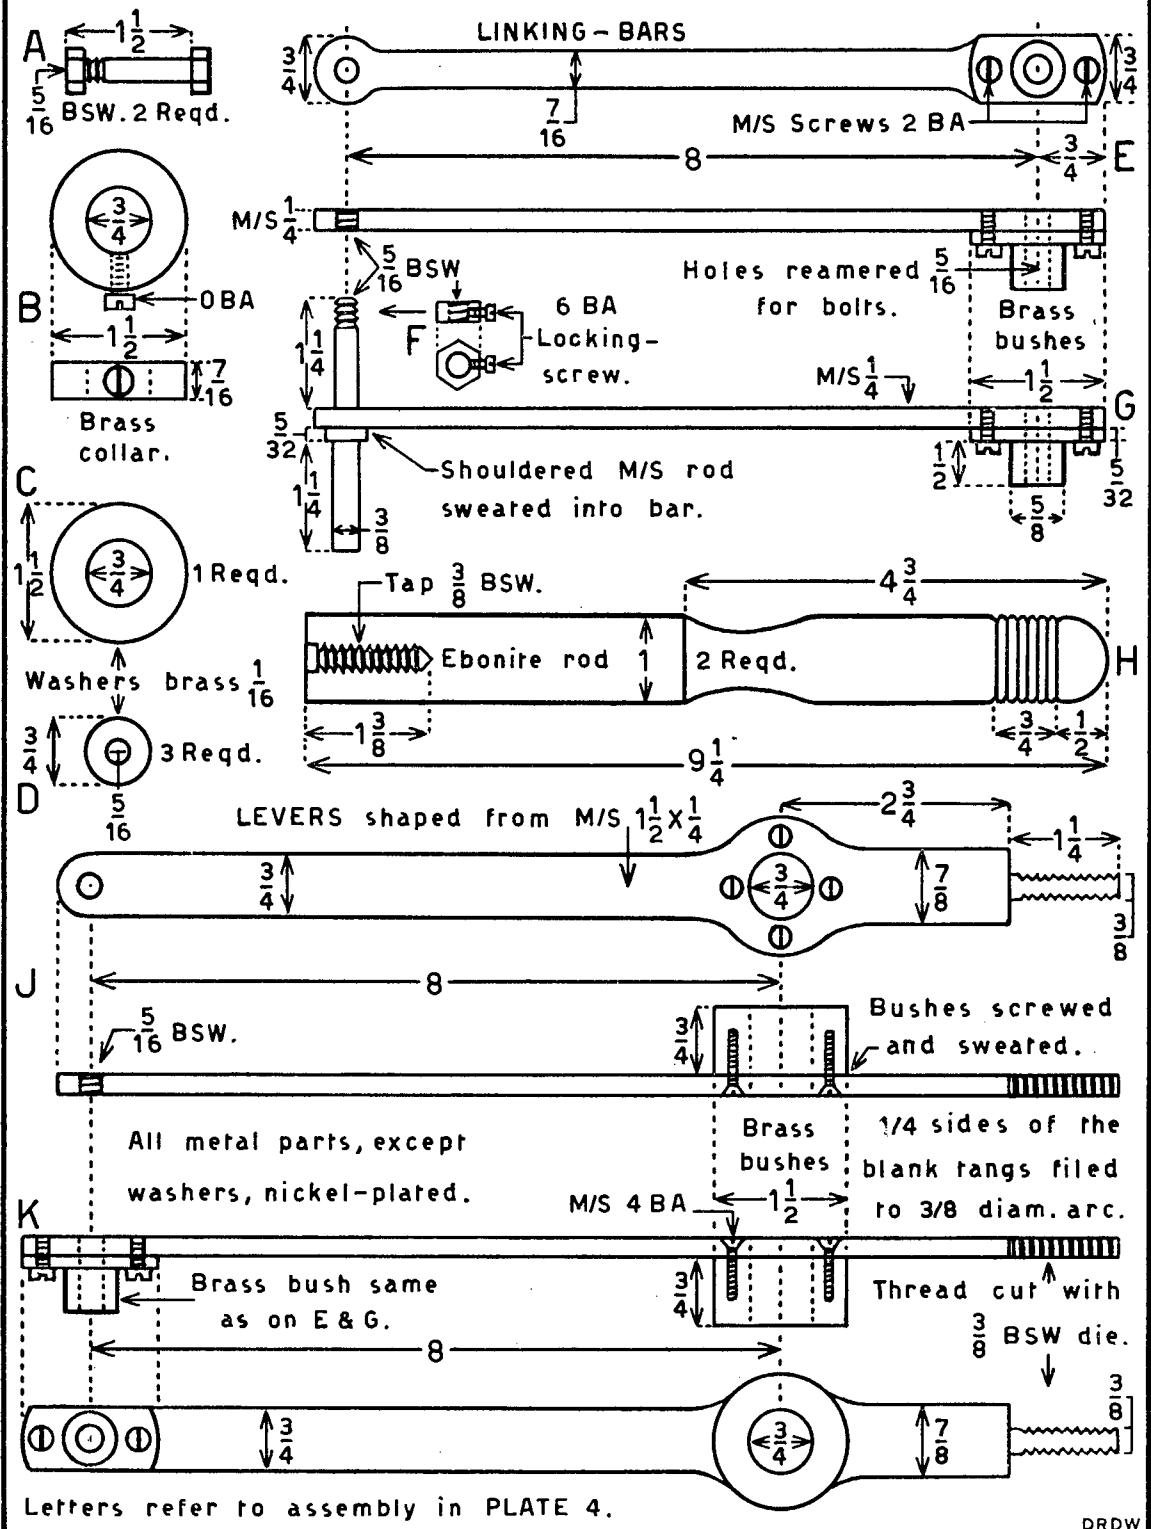 A
1 1/2
5/16 BSW. 2 Reqd.
LINKING-BARS
3/4
3/4
7/16
M/S Screws 2 BA
8
3/4
E
3/4
B
0BA
1 1/2
7/16
Brass
collar.
M/S 1/4
5/16 BSW
Holes reamered 5/16
for bolts.
Brass
bushes
F
6 BA
Locking-
screw.
1 1/4
M/S 1/4
1 1/2
G
5/32
1 1/4
3/8
Shouldered M/S rod
sweated into bar.
1/2
5/8
5/32
C
1 1/2
3/4
1 Reqd.
Washers brass 1/16
3/4
3 Reqd.
D
5/16
Tap 3/8 BSW.
4 3/4
Ebonite rod
1
2 Reqd.
H
1 3/8
3/4
1/2
9 1/4
LEVERS shaped from M/S 1 1/2 X 1/4
2 3/4
1 1/4
3/4
3/4
7/8
3/8
J
8
5/16 BSW.
3/4
Bushes screwed
and sweated.
All metal parts, except
washers, nickel-plated.
Brass
bushes
1 1/2
1/4 sides of the
blank tangs filed
to 3/8 diam. arc.
K
M/S 4 BA
Brass bush same
as on E & G.
3/4
Thread cut with
3/8 BSW die.
8
3/4
3/4
7/8
3/8
Letters refer to assembly in PLATE 4.
DRDW